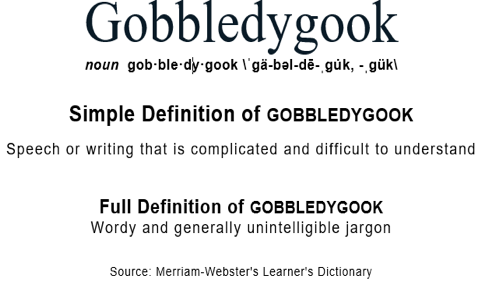 Gobbledygook
noun gob·ble·dy·gook \ˈgä-bəl-dē-ˌgu̇k, -ˌgük\
Simple Definition of GOBBLEDYGOOK
Speech or writing that is complicated and difficult to understand
Full Definition of GOBBLEDYGOOK
Wordy and generally unintelligible jargon
Source: Merriam-Webster's Learner's Dictionary